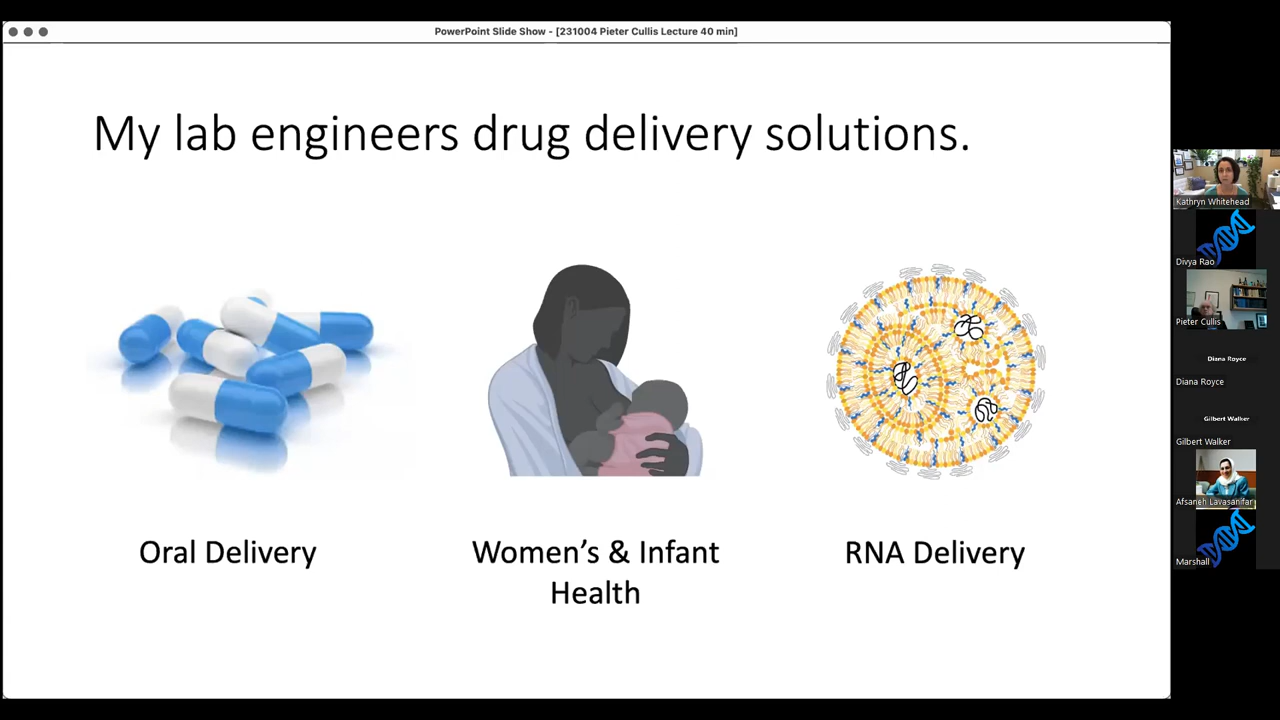 PowerPoint Slide Show - [231004 Pieter Cullis Lecture 40 min]
My lab engineers drug delivery solutions.
Oral Delivery
Women's & Infant
Health
RNA Delivery
Kathryn Whitehead
Divya Rao
Pieter Cullis
Diana Royce
Diana Royce
Gilbert Walker
Gilbert Walker
Afsaneh Lavasanifar
Marshall